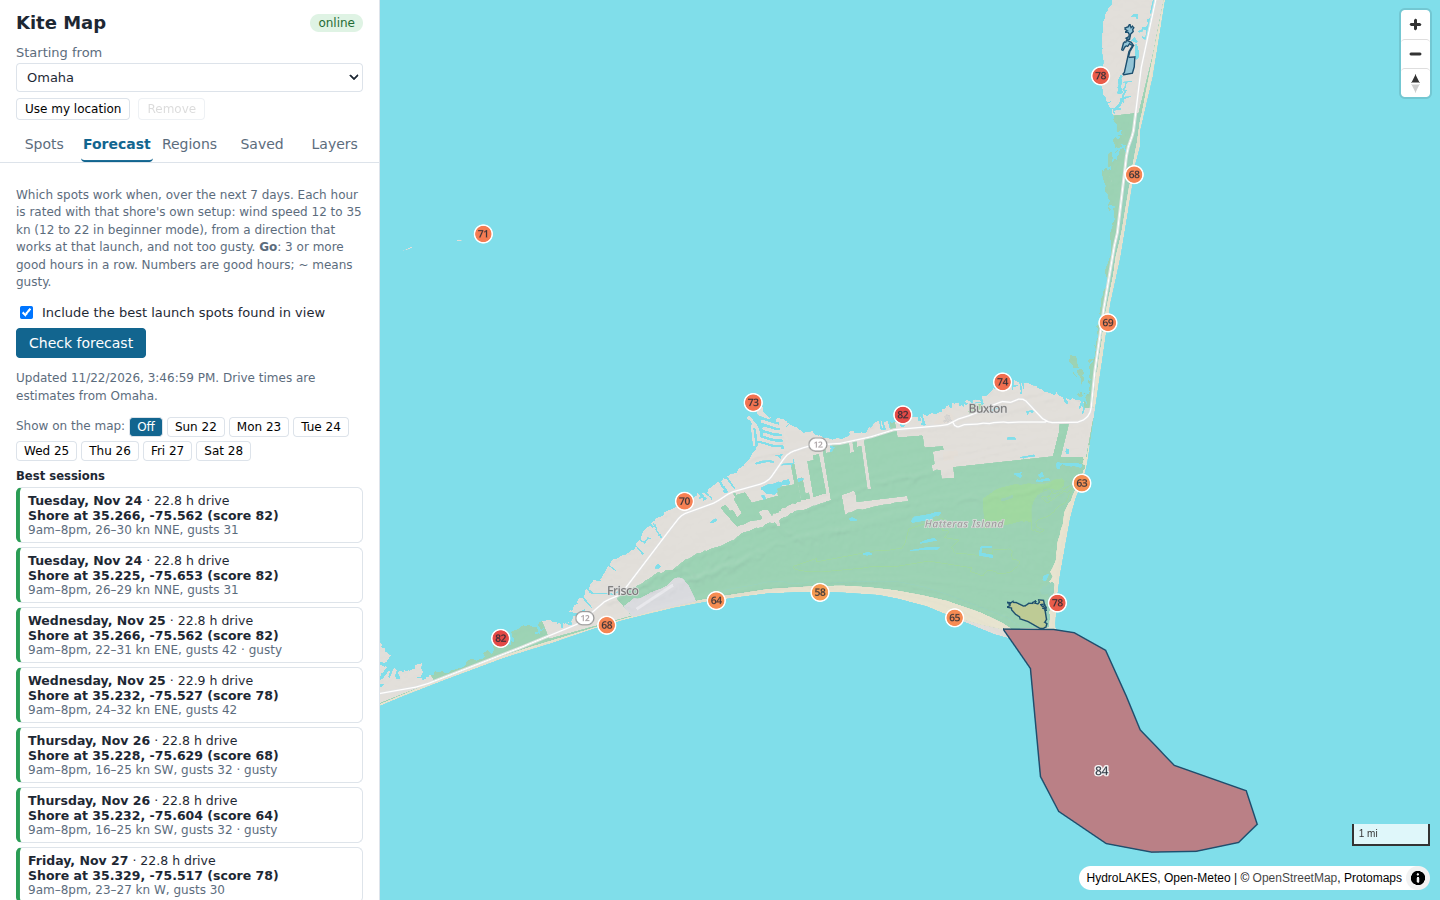 Kite Map
online
Starting from
Omaha
Use my location
Remove
Spots
Forecast
Regions
Saved
Layers
Which spots work when, over the next 7 days. Each hour
is rated with that shore's own setup: wind speed 12 to 35
kn (12 to 22 in beginner mode), from a direction that
works at that launch, and not too gusty. Go: 3 or more
good hours in a row. Numbers are good hours; ~ means
gusty.
Include the best launch spots found in view
Check forecast
Updated 11/22/2026, 3:46:59 PM. Drive times are
estimates from Omaha.
Show on the map:
Off
Sun 22
Mon 23
Tue 24
Wed 25
Thu 26
Fri 27
Sat 28
Best sessions
Tuesday, Nov 24 · 22.8 h drive
Shore at 35.266, -75.562 (score 82)
9am–8pm, 26–30 kn NNE, gusts 31
Tuesday, Nov 24 · 22.8 h drive
Shore at 35.225, -75.653 (score 82)
9am–8pm, 26–29 kn NNE, gusts 31
Wednesday, Nov 25 · 22.8 h drive
Shore at 35.266, -75.562 (score 82)
9am–8pm, 22–31 kn ENE, gusts 42 · gusty
Wednesday, Nov 25 · 22.9 h drive
Shore at 35.232, -75.527 (score 78)
9am–8pm, 24–32 kn ENE, gusts 42
Thursday, Nov 26 · 22.8 h drive
Shore at 35.228, -75.629 (score 68)
9am–8pm, 16–25 kn SW, gusts 32 · gusty
Thursday, Nov 26 · 22.8 h drive
Shore at 35.232, -75.604 (score 64)
9am–8pm, 16–25 kn SW, gusts 32 · gusty
Friday, Nov 27 · 22.8 h drive
Shore at 35.329, -75.517 (score 78)
9am–8pm, 23–27 kn W, gusts 30
78
68
71
69
74
73
82
Buxton
12
63
70
Hatteras Island
Frisco
64
58
65
78
12
68
82
84
1 mi
HydroLAKES, Open-Meteo | © OpenStreetMap, Protomaps